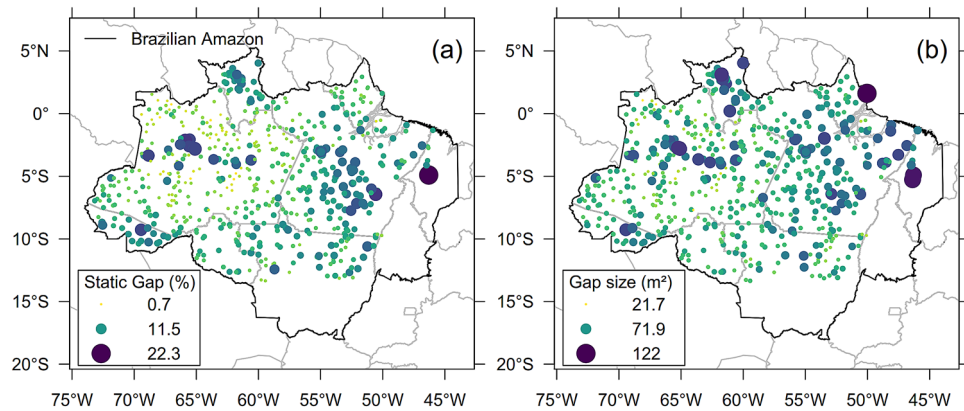 Brazilian Amazon
(a)
5°N
0°
5°S
10°S
15°S
20°S
75°W 70°W 65°W 60°W 55°W 50°W 45°W
Static Gap (%)
0.7
11.5
22.3
(b)
5°N
0°
5°S
10°S
15°S
20°S
75°W 70°W 65°W 60°W 55°W 50°W 45°W
Gap size (m²)
21.7
71.9
122